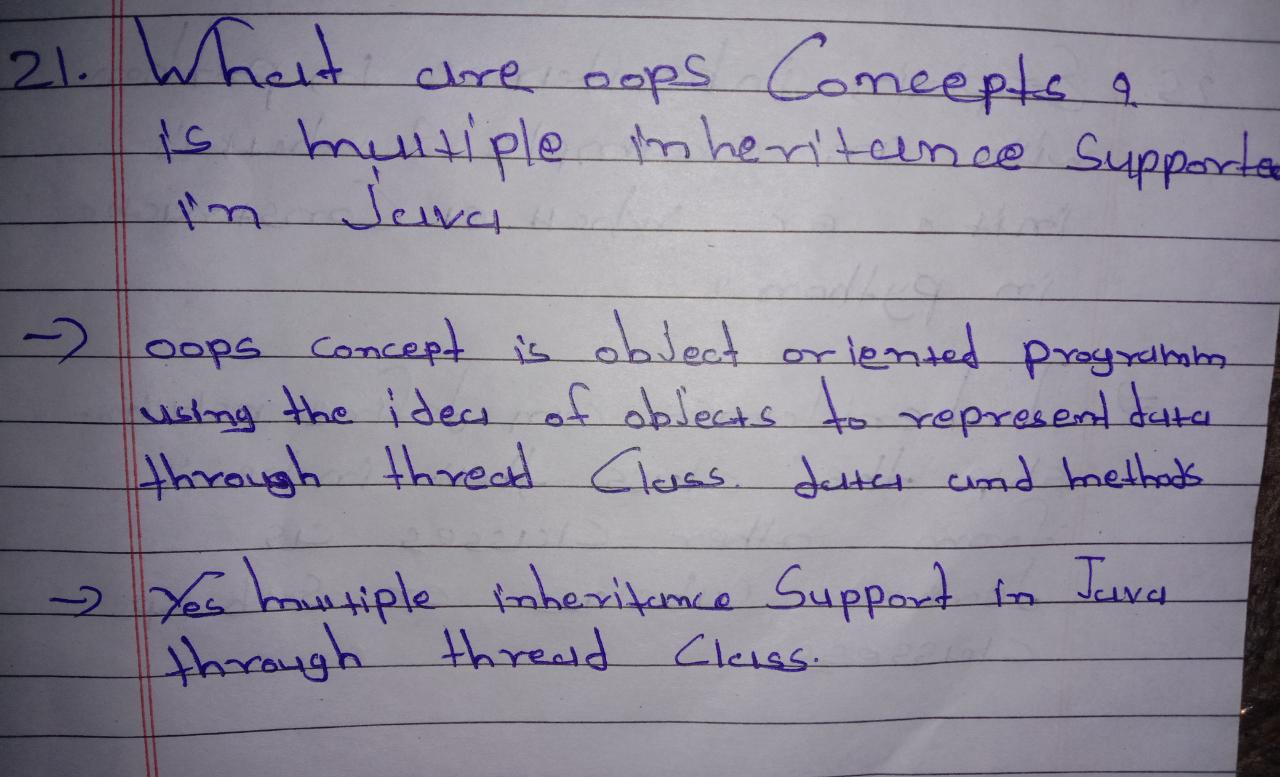 21. What are oops Concepts ?
is multiple inheritance Supporte
in Java
→ oops concept is object oriented programm
using the idea of objects to represent data
through thread Class. data and methods
→ Yes multiple inheritance Support in Java
through thread Class.